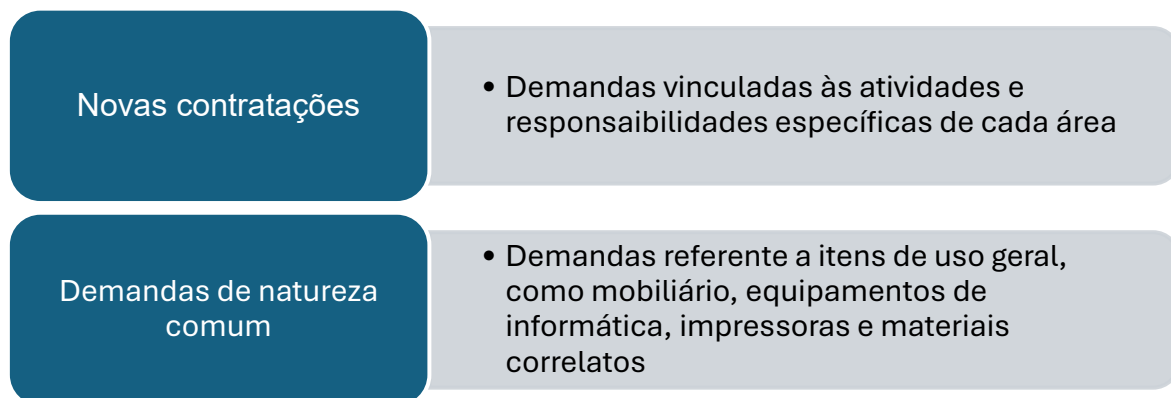 Novas contratações
• Demandas vinculadas às atividades e
responsaibilidades específicas de cada área
Demandas de natureza
comum
• Demandas referente a itens de uso geral,
como mobiliário, equipamentos de
informática, impressoras e materiais
correlatos